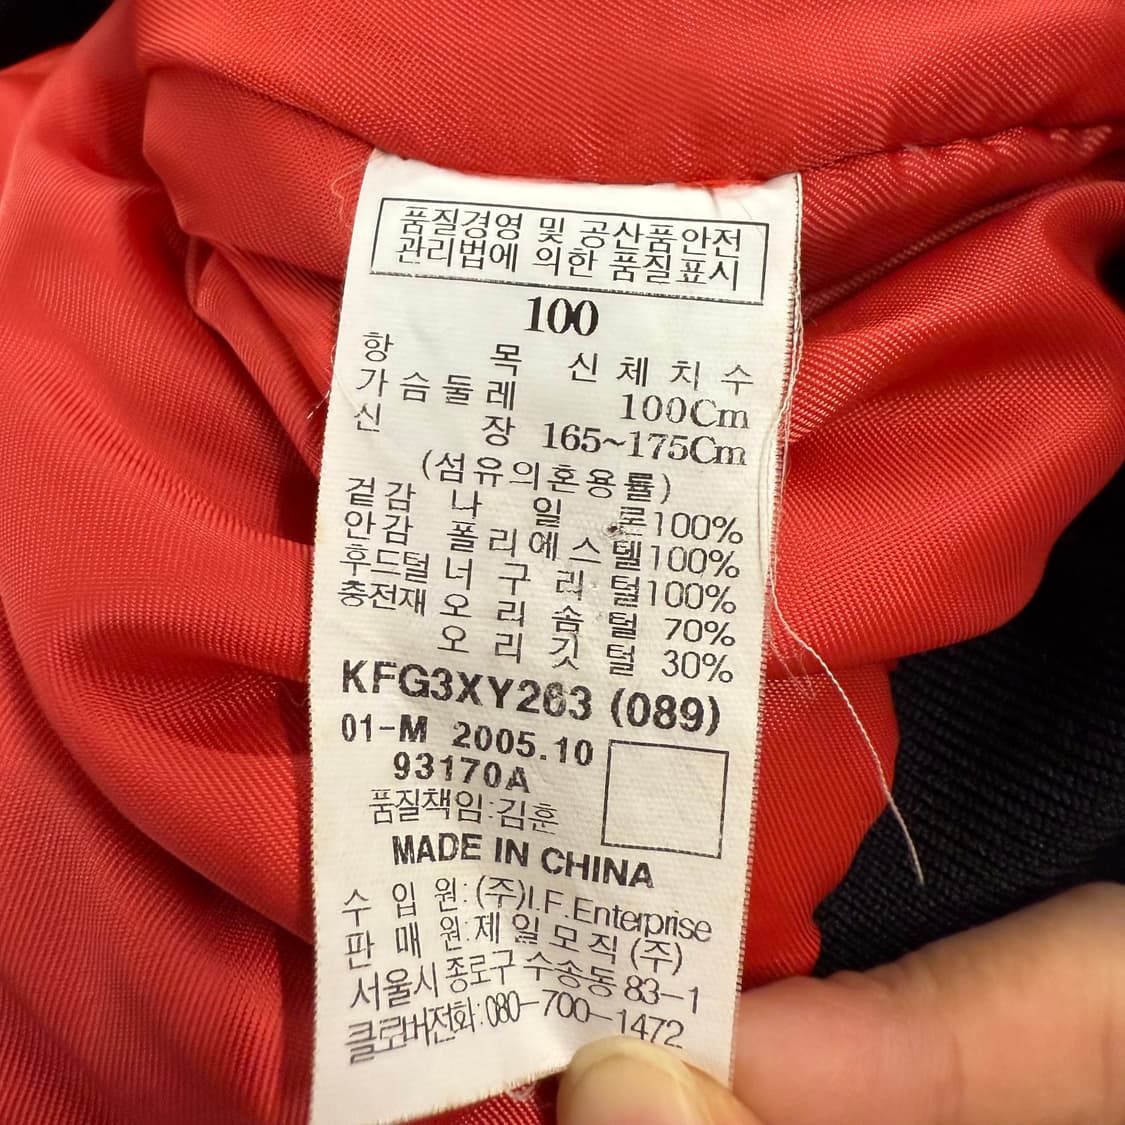 품질경영 및 공산품안전
관리법에 의한 품질표시
100
항 목 신 체 치 수
가 슴 둘 레 100Cm
신 장 165~175Cm
(섬유의혼용률)
겉감 나 일 론100%
안감 폴 리 에 스 텔100%
후드털 너 구 리 털100%
충전재 오 리 솜 털 70%
오 리 깃 털 30%
KFG3XY263 (089)
01-M 2005.10
93170A
품질책임:김훈
MADE IN CHINA
수 입 원:(주)I.F.Enterprise
판 매 원:제 일 모 직 (주)
서울시 종로구 수송동 83-1
클로버전화:080-700-1472